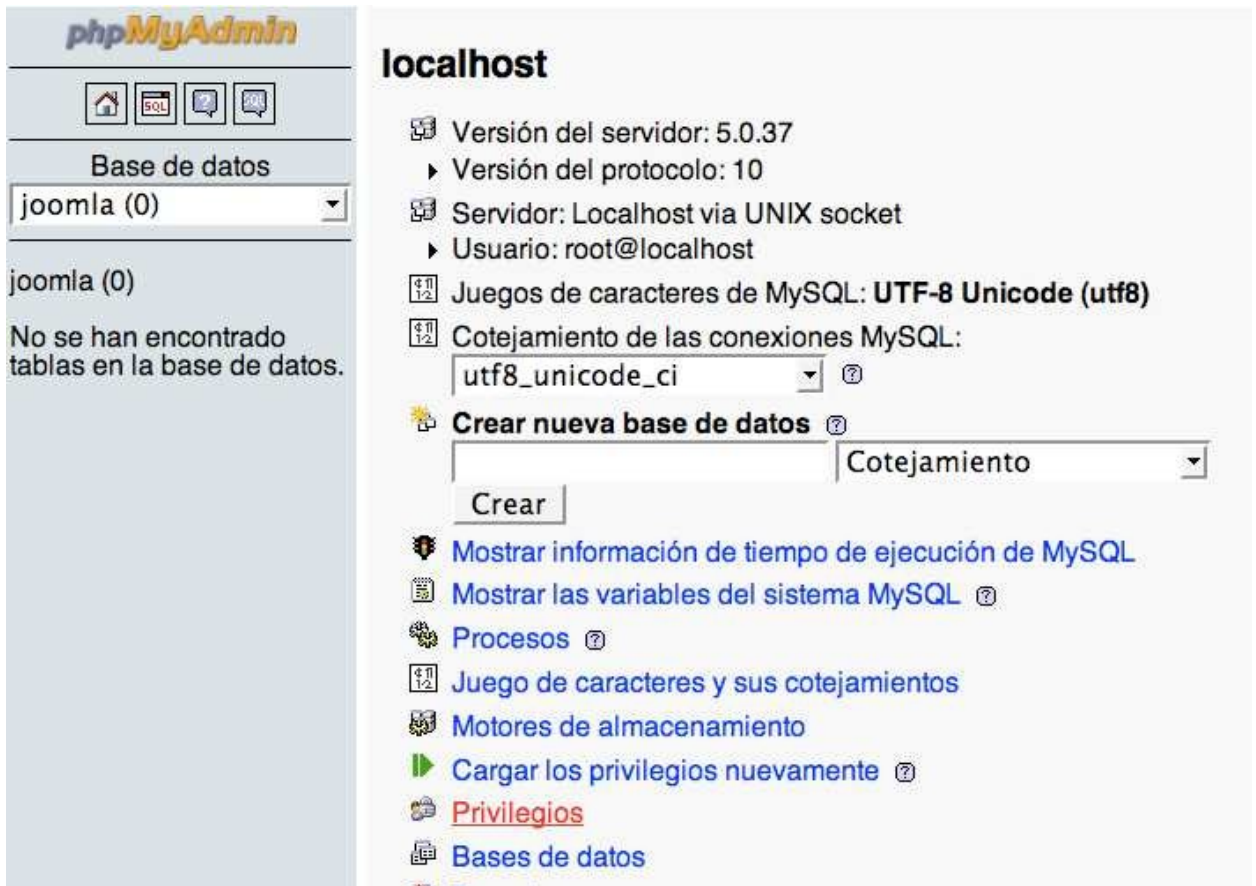 phpMyAdmin
SQL
Base de datos
joomla (0)
joomla (0)
No se han encontrado
tablas en la base de datos.
localhost
Versión del servidor: 5.0.37
Versión del protocolo: 10
Servidor: Localhost via UNIX socket
Usuario: root@localhost
Juegos de caracteres de MySQL: UTF-8 Unicode (utf8)
Cotejamiento de las conexiones MySQL:
utf8_unicode_ci
Crear nueva base de datos
Cotejamiento
Crear
Mostrar información de tiempo de ejecución de MySQL
Mostrar las variables del sistema MySQL
Procesos
Juego de caracteres y sus cotejamientos
Motores de almacenamiento
Cargar los privilegios nuevamente
Privilegios
Bases de datos